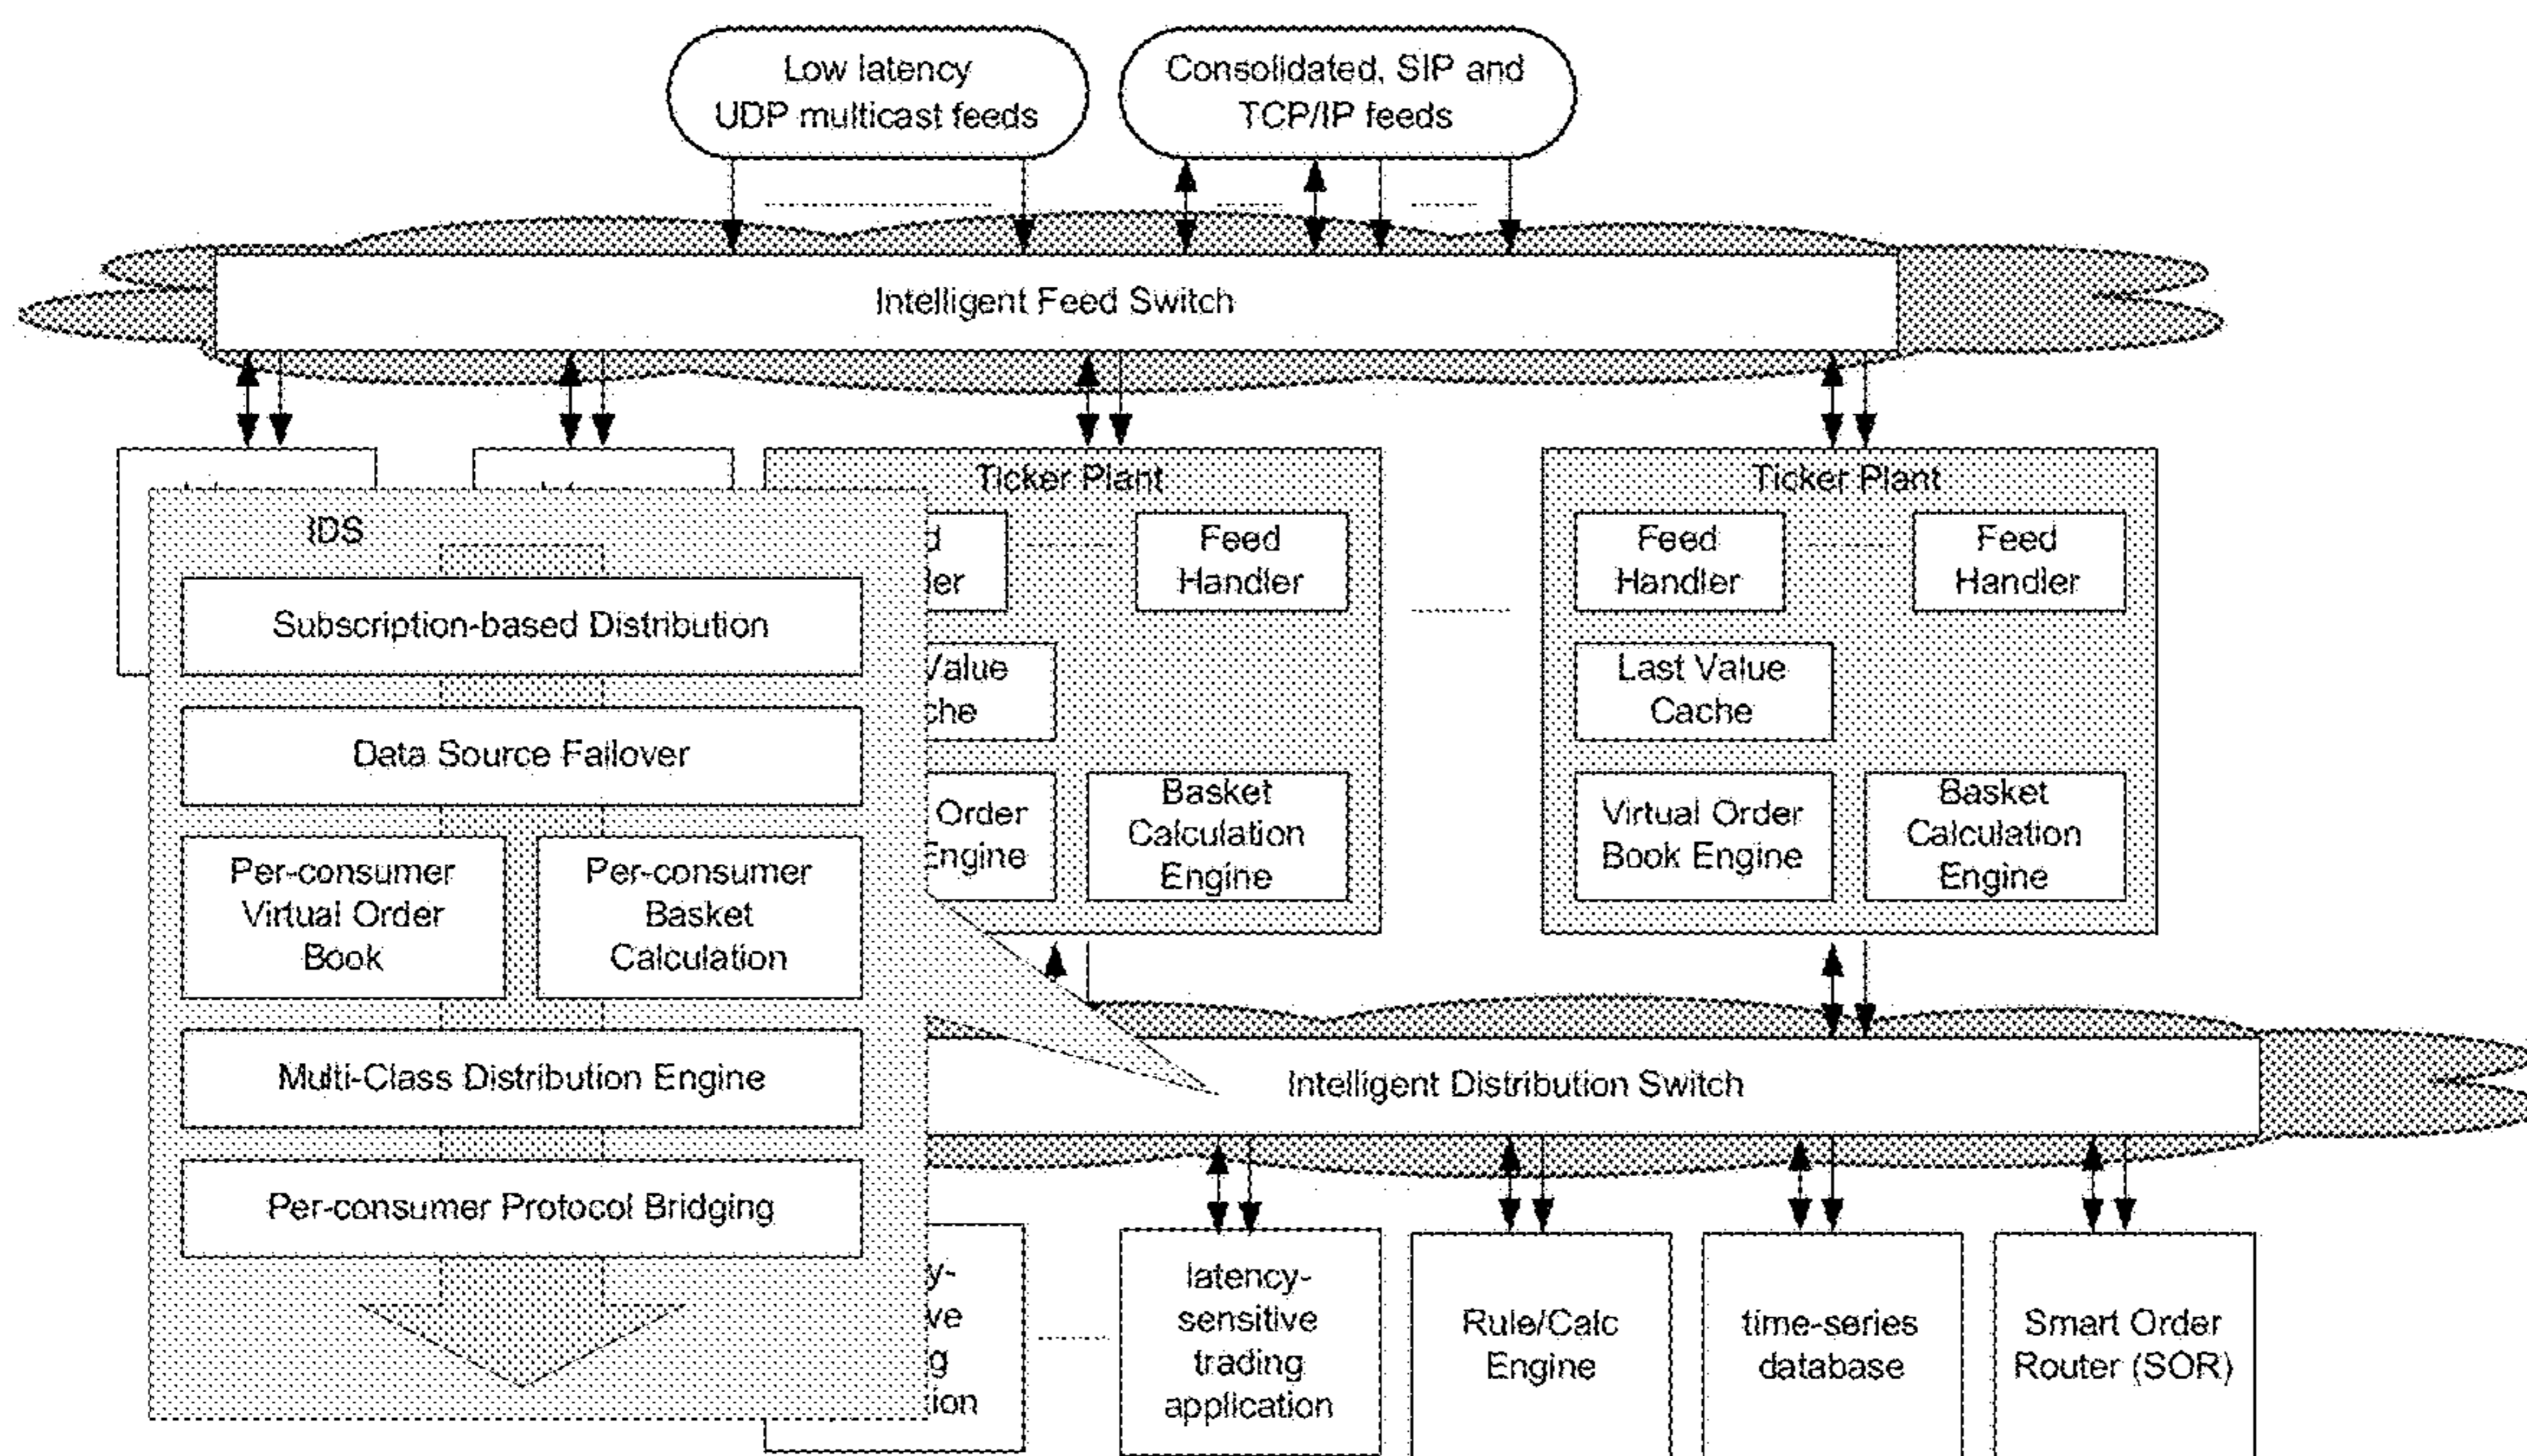 Low latency
UDP multicast feeds
Consolidated, SIP and
TCP/IP feeds
Intelligent Feed Switch
Ticker Plant
Feed
Handler
Value
Order
Engine
Basket
Calculation
Engine
Ticker Plant
Feed
Handler
Feed
Handler
Last Value
Cache
Virtual Order
Book Engine
Basket
Calculation
Engine
IDS
Subscription-based Distribution
Data Source Failover
Per-consumer
Virtual Order
Book
Per-consumer
Basket
Calculation
Multi-Class Distribution Engine
Per-consumer Protocol Bridging
Intelligent Distribution Switch
latency-
sensitive
trading
application
Rule/Calc
Engine
time-series
database
Smart Order
Router (SOR)